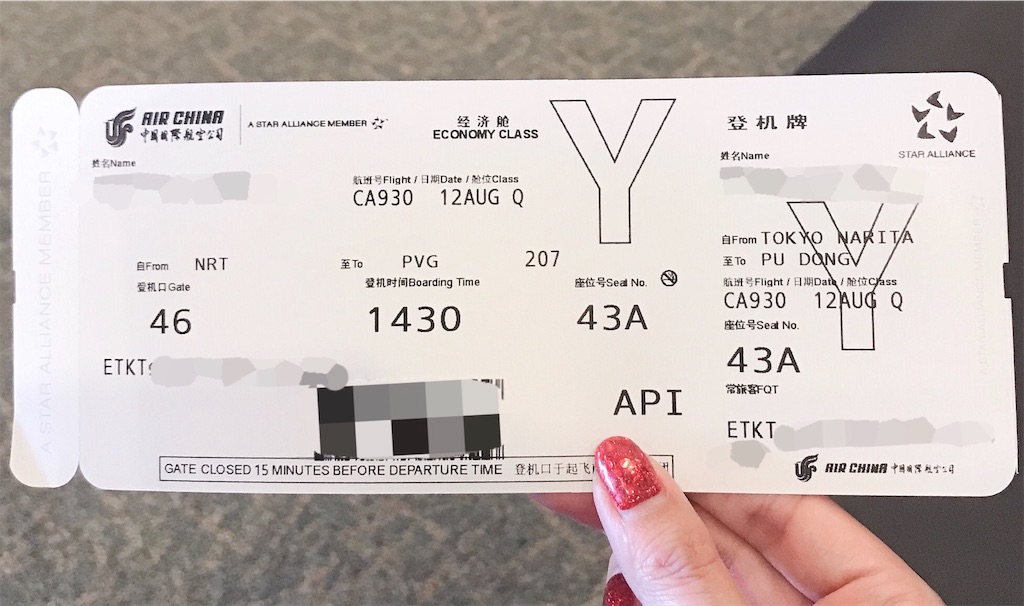 AIR CHINA
中国国际航空公司
A STAR ALLIANCE MEMBER
经济舱
ECONOMY CLASS
Y
姓名Name
航班号Flight / 日期Date / 舱位Class
CA930 12AUG Q
自From NRT
至To PVG
207
登机口Gate
登机时间Boarding Time
座位号Seat No.
46
1430
43A
ETKT
API
GATE CLOSED 15 MINUTES BEFORE DEPARTURE TIME 登机口于起飞
登机牌
STAR ALLIANCE
姓名Name
Y
自From TOKYO NARITA
至To PU DONG
航班号Flight / 日期Date / 舱位Class
CA930 12AUG Q
座位号Seat No.
43A
常旅客FQT
ETKT
AIR CHINA 中国国际航空公司
A STAR ALLIANCE MEMBER